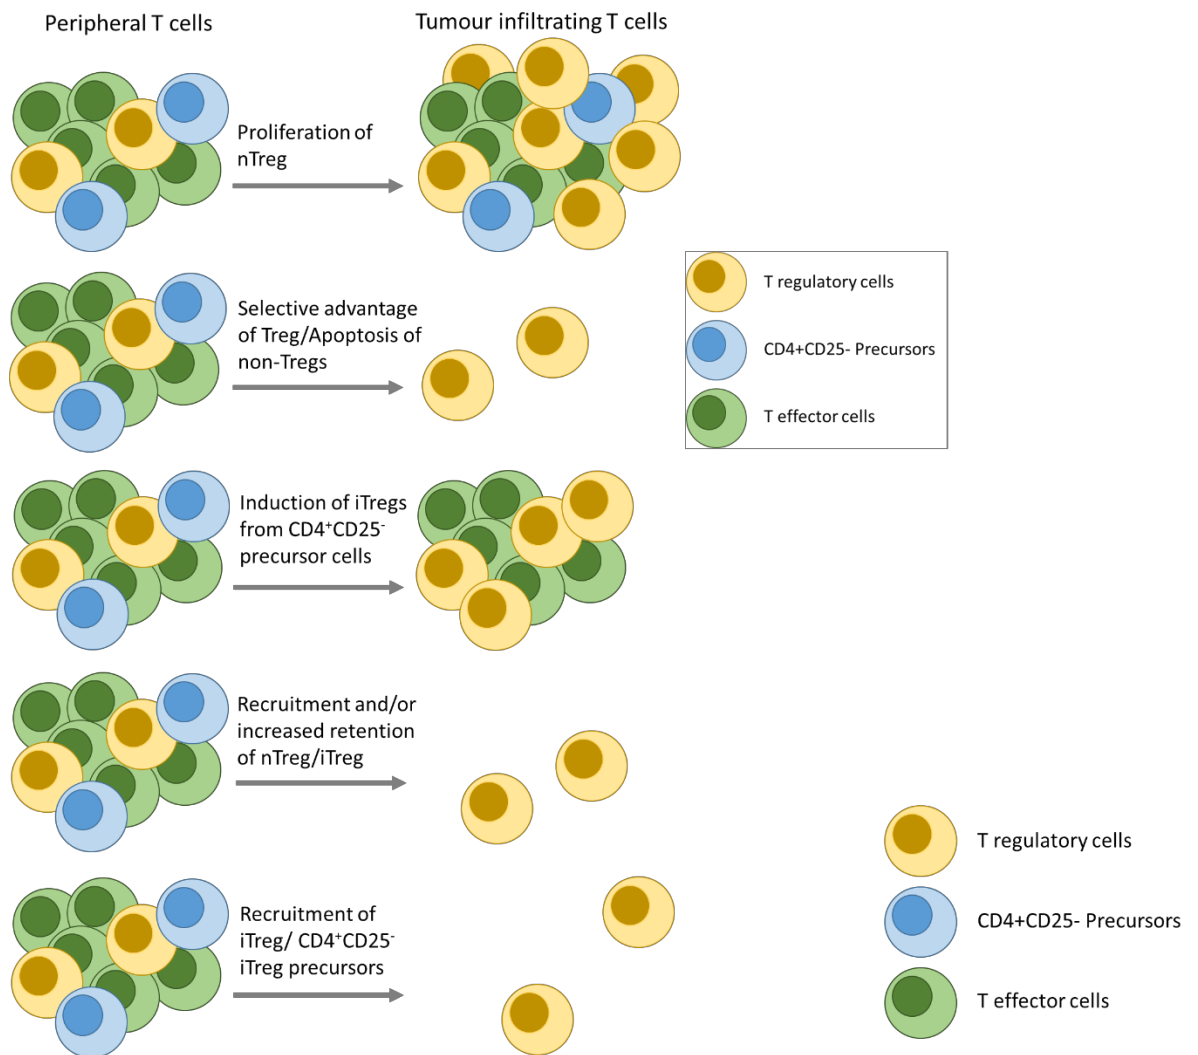 Peripheral T cells
Tumour infiltrating T cells
Proliferation of
nTreg
Selective advantage
of Treg/Apoptosis of
non-Tregs
T regulatory cells
CD4+CD25- Precursors
T effector cells
Induction of iTregs
from CD4⁺CD25⁻
precursor cells
Recruitment and/or
increased retention
of nTreg/iTreg
Recruitment of
iTreg/ CD4⁺CD25⁻
iTreg precursors
T regulatory cells
CD4+CD25- Precursors
T effector cells